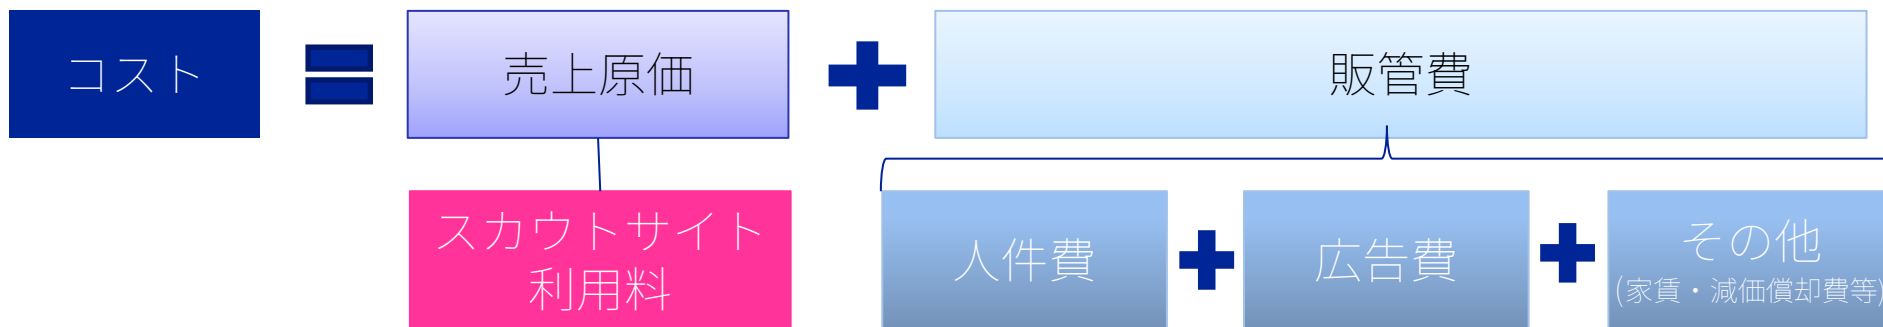 コスト
売上原価
販管費
スカウトサイト
利用料
人件費
広告費
その他
(家賃・減価償却費等)